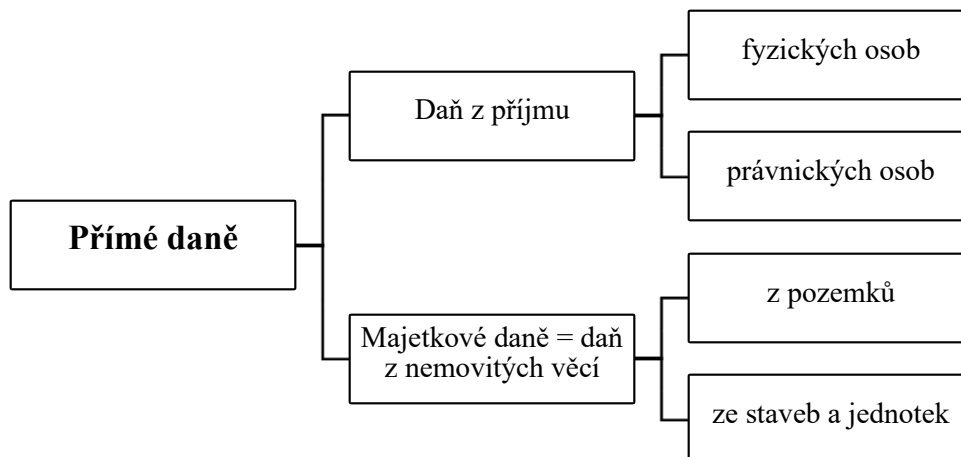 Přímé daně
Daň z příjmu
fyzických osob
právnických osob
Majetkové daně = daň
z nemovitých věcí
z pozemků
ze staveb a jednotek